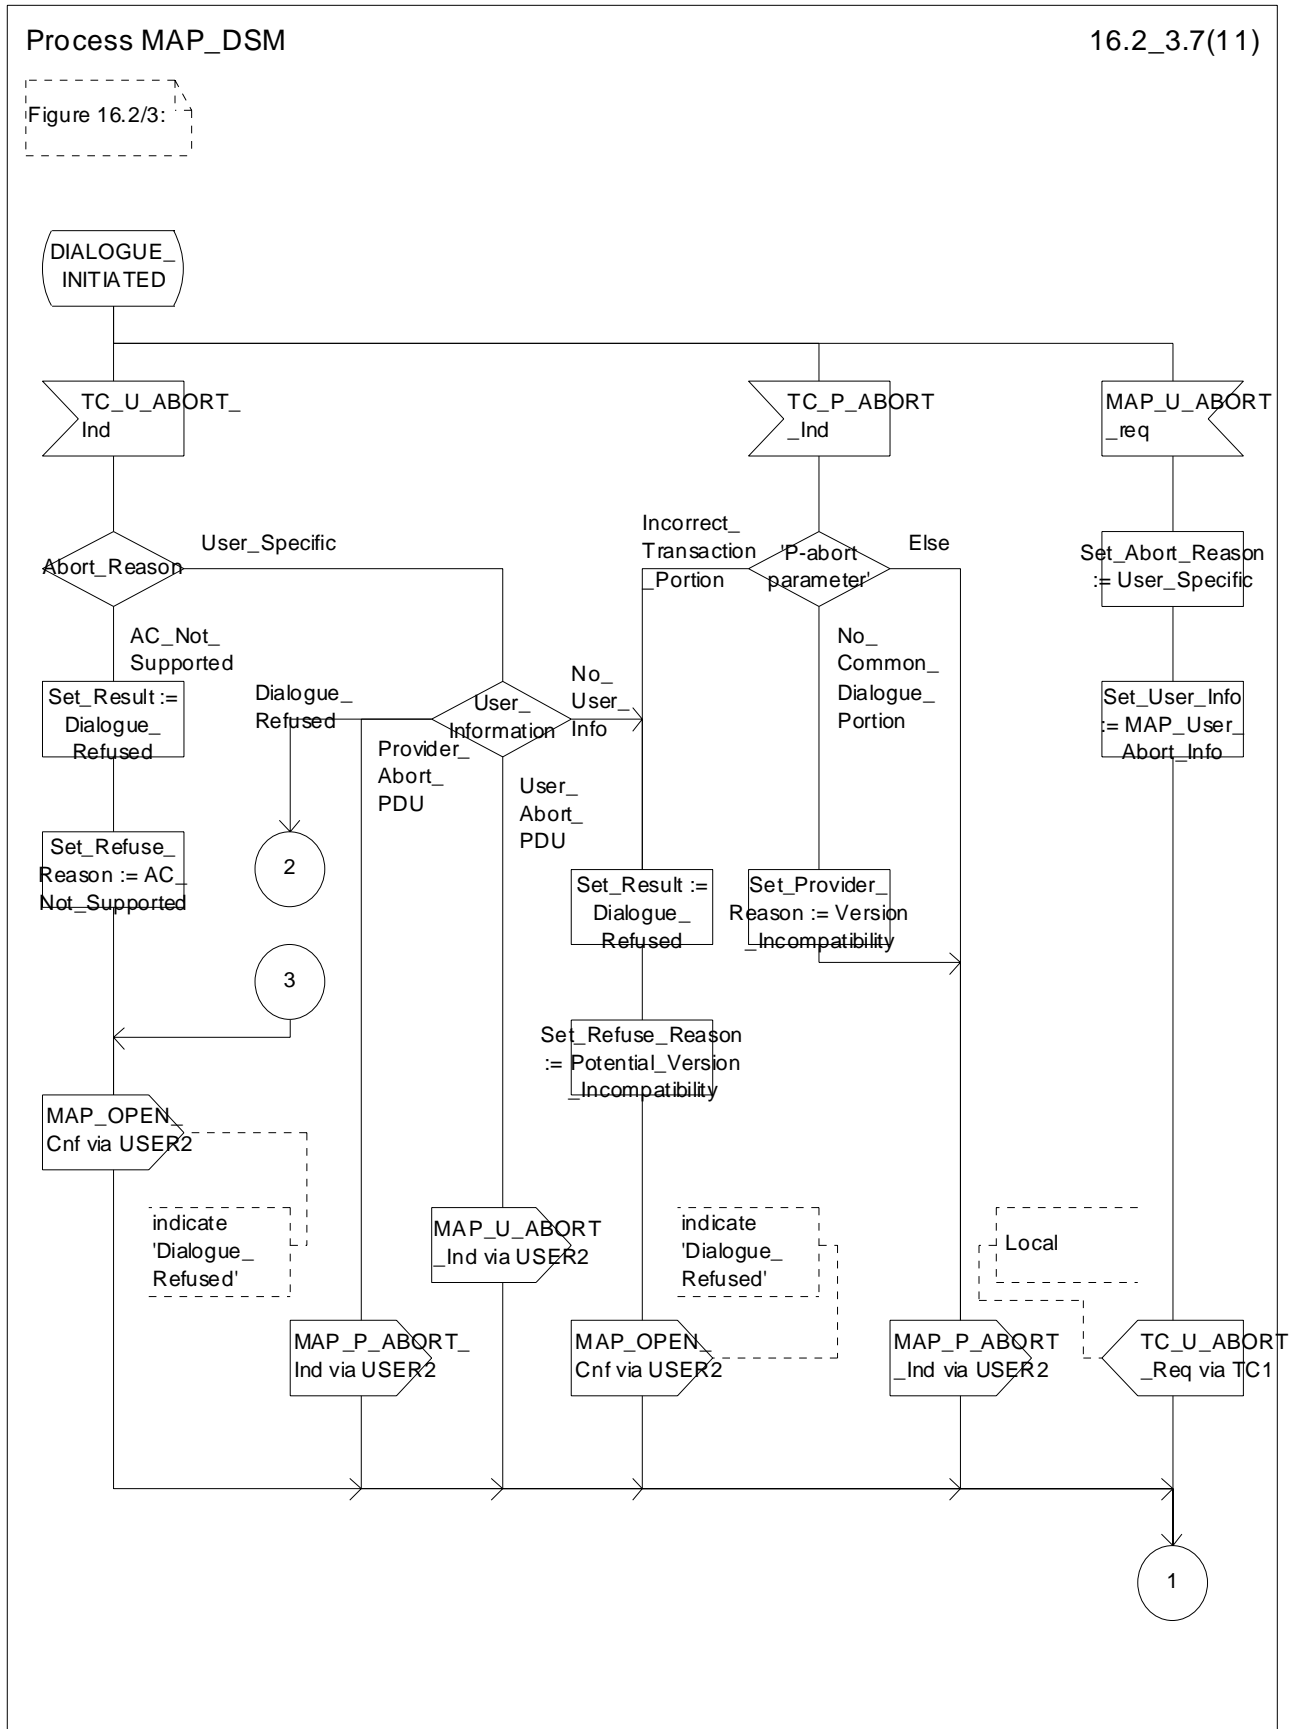 Process MAP_DSM
16.2_3.7(11)
Figure 16.2/3:
DIALOGUE_
INITIATED
TC_U_ABORT_
Ind
TC_P_ABORT
_Ind
MAP_U_ABORT
_req
Abort_Reason
User_Specific
Incorrect_
Transaction
_Portion
'P-abort
parameter'
Else
Set_Abort_Reason
:= User_Specific
AC_Not_
Supported
No_
Common_
Dialogue_
Portion
Set_Result :=
Dialogue_
Refused
Dialogue_
Refused
User_
Information
No_
User_
Info
Set_User_Info
:= MAP_User_
Abort_Info
Provider_
Abort_
PDU
User_
Abort_
PDU
Set_Refuse_
Reason := AC_
Not_Supported
2
Set_Result :=
Dialogue_
Refused
Set_Provider_
Reason := Version
_Incompatibility
3
Set_Refuse_Reason
:= Potential_Version
_Incompatibility
MAP_OPEN_
Cnf via USER2
indicate
'Dialogue_
Refused'
MAP_U_ABORT
_Ind via USER2
indicate
'Dialogue_
Refused'
Local
MAP_P_ABORT_
Ind via USER2
MAP_OPEN_
Cnf via USER2
MAP_P_ABORT
_Ind via USER2
TC_U_ABORT
_Req via TC1
1